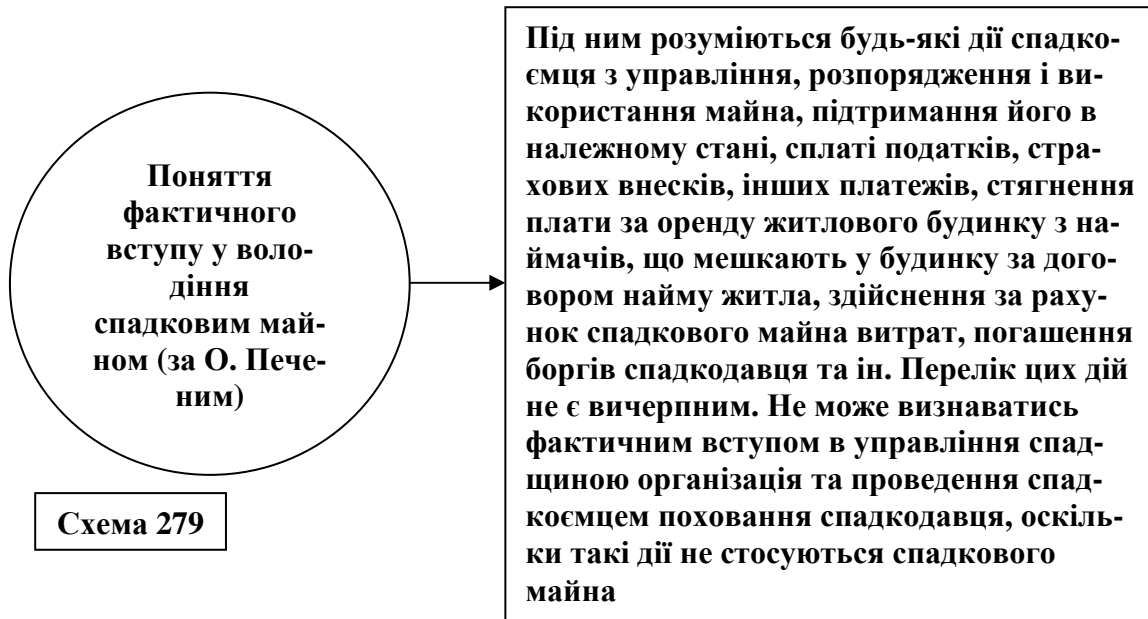 Поняття
фактичного
вступу у воло-
діння
спадковим май-
ном (за О. Пече-
ним)
Схема 279
Під ним розуміються будь-які дії спадко-
ємця з управління, розпорядження і ви-
користання майна, підтримання його в
належному стані, сплаті податків, стра-
хових внесків, інших платежів, стягнення
плати за оренду житлового будинку з на-
ймачів, що мешкають у будинку за дого-
вором найму житла, здійснення за раху-
нок спадкового майна витрат, погашення
боргів спадкодавця та ін. Перелік цих дій
не є вичерпним. Не може визнаватись
фактичним вступом в управління спад-
щиною організація та проведення спад-
коємцем поховання спадкодавця, оскіль-
ки такі дії не стосуються спадкового
майна